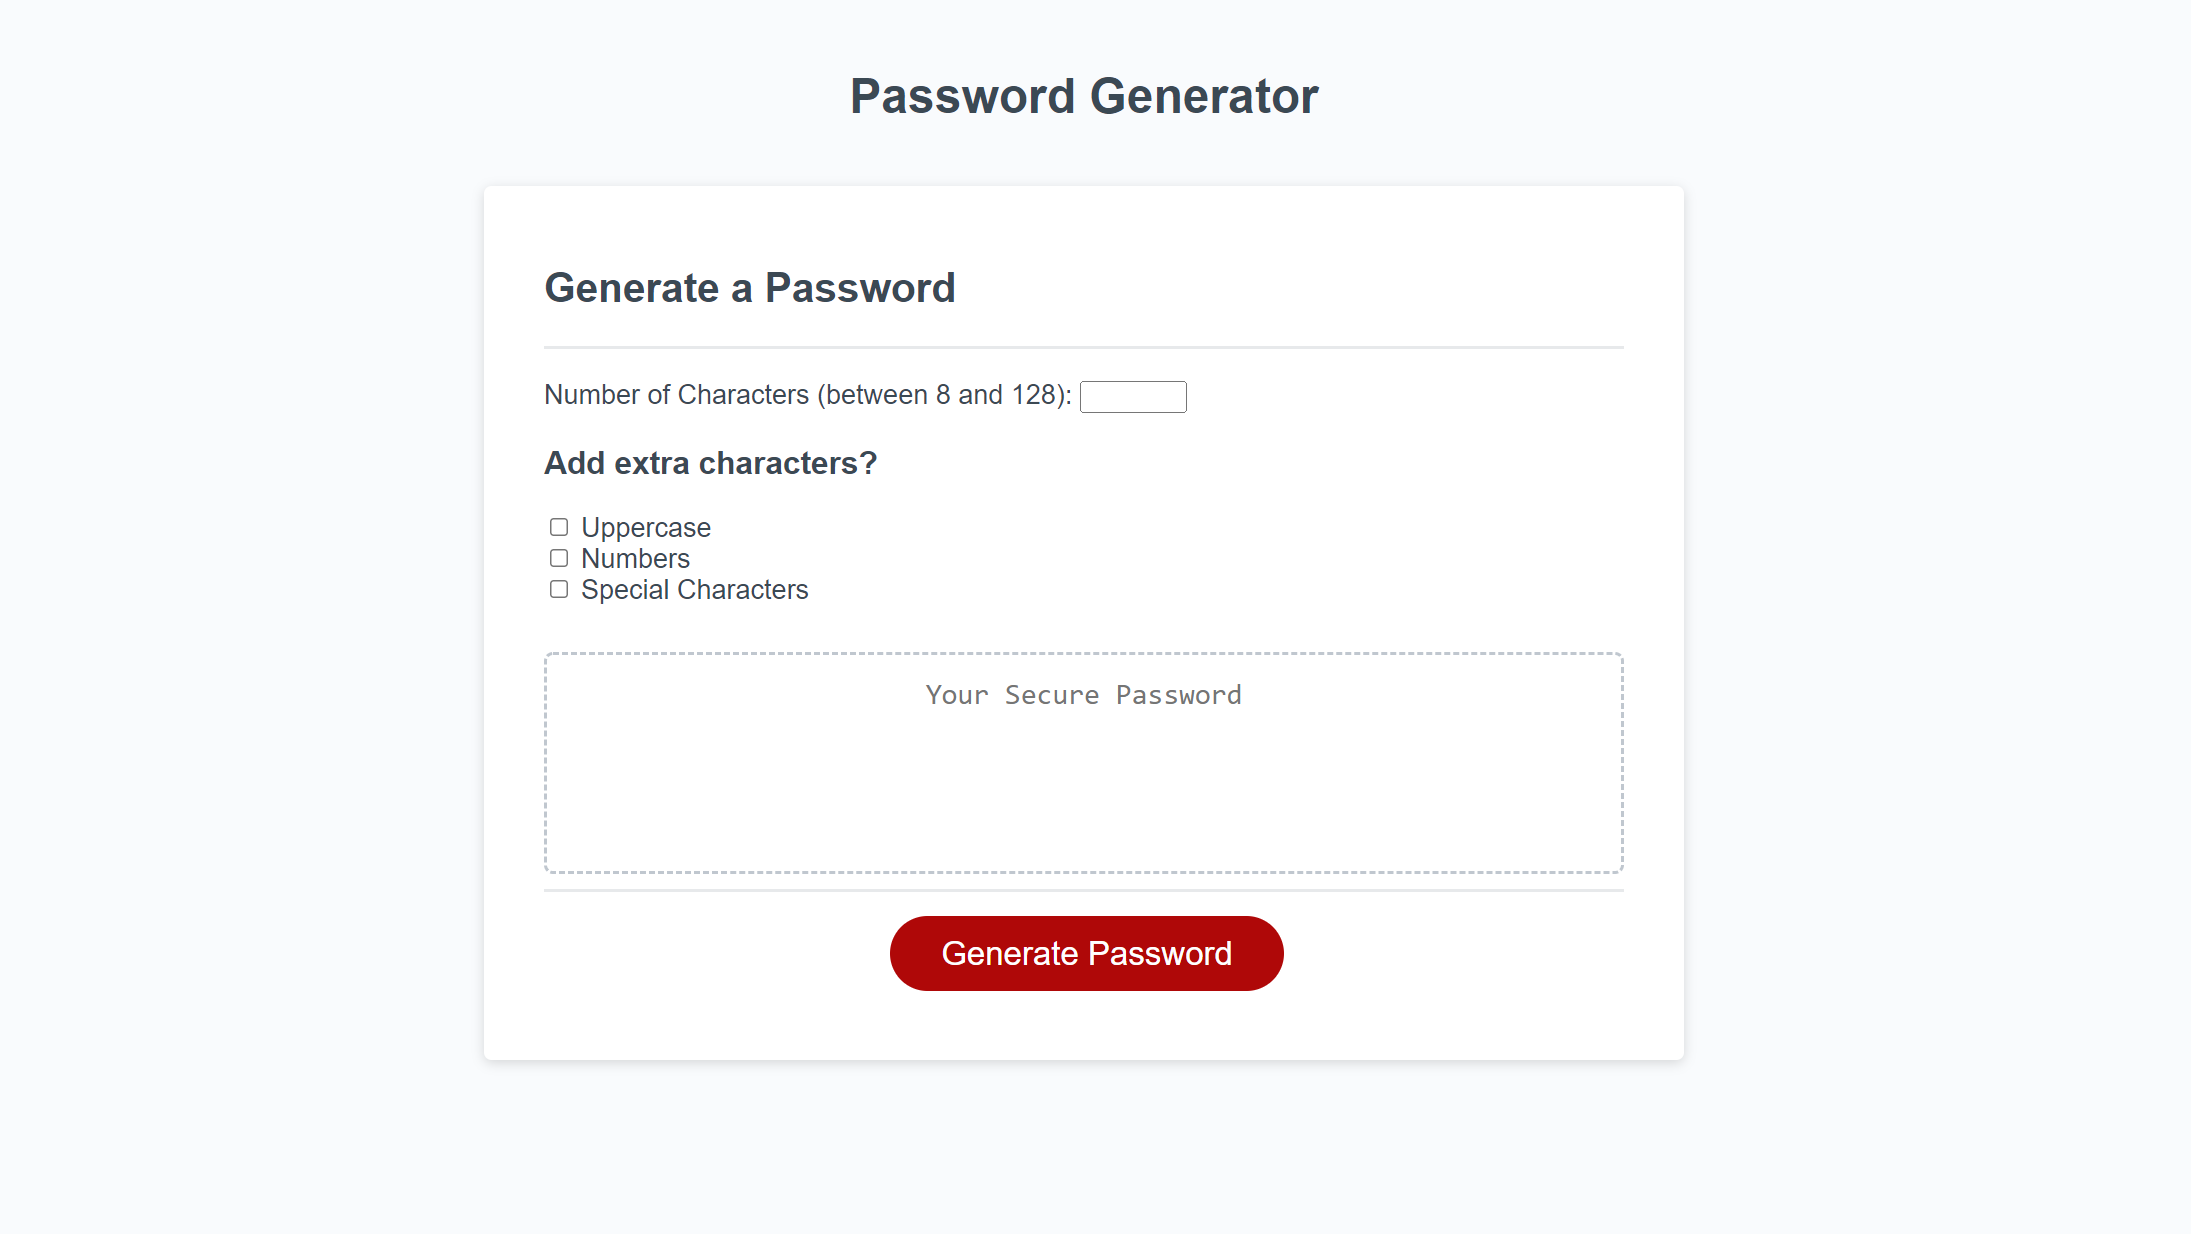 Password Generator
Generate a Password
Number of Characters (between 8 and 128):
Add extra characters?
Uppercase
Numbers
Special Characters
Your Secure Password
Generate Password